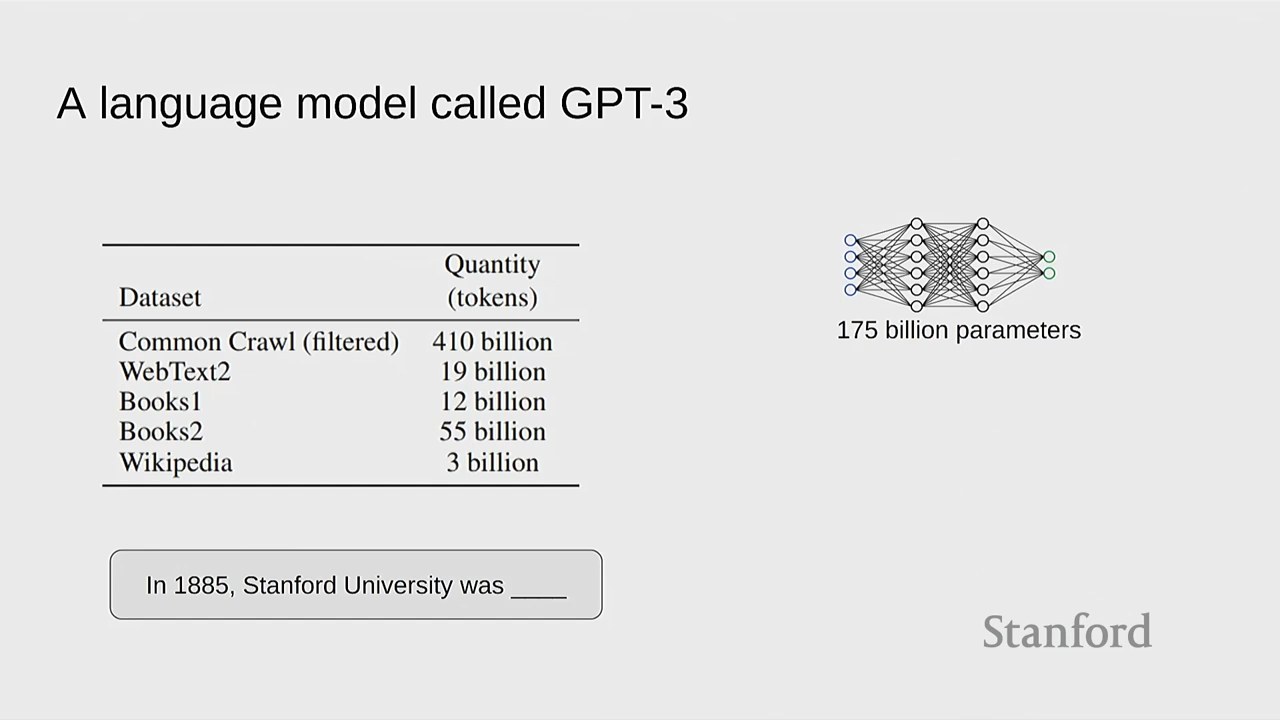 A language model called GPT-3
Quantity
Dataset (tokens)
Common Crawl (filtered) 410 billion
WebText2 19 billion
Books1 12 billion
Books2 55 billion
Wikipedia 3 billion
175 billion parameters
In 1885, Stanford University was ____
Stanford